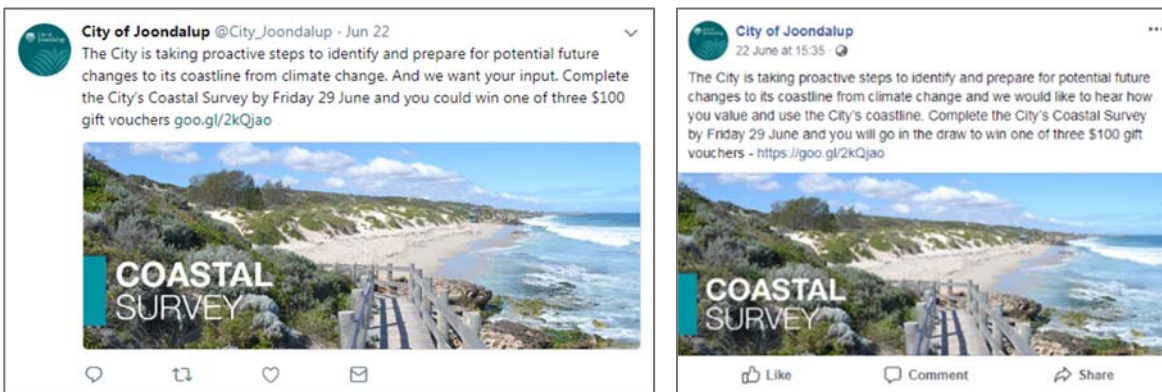 City of Joondalup @City_Joondalup · Jun 22
The City is taking proactive steps to identify and prepare for potential future
changes to its coastline from climate change. And we want your input. Complete
the City's Coastal Survey by Friday 29 June and you could win one of three $100
gift vouchers goo.gl/2kQjao
COASTAL
SURVEY
City of Joondalup
22 June at 15:35 ·
The City is taking proactive steps to identify and prepare for potential future
changes to its coastline from climate change and we would like to hear how
you value and use the City's coastline. Complete the City's Coastal Survey
by Friday 29 June and you will go in the draw to win one of three $100 gift
vouchers - https://goo.gl/2kQjao
COASTAL
SURVEY
Like Comment Share